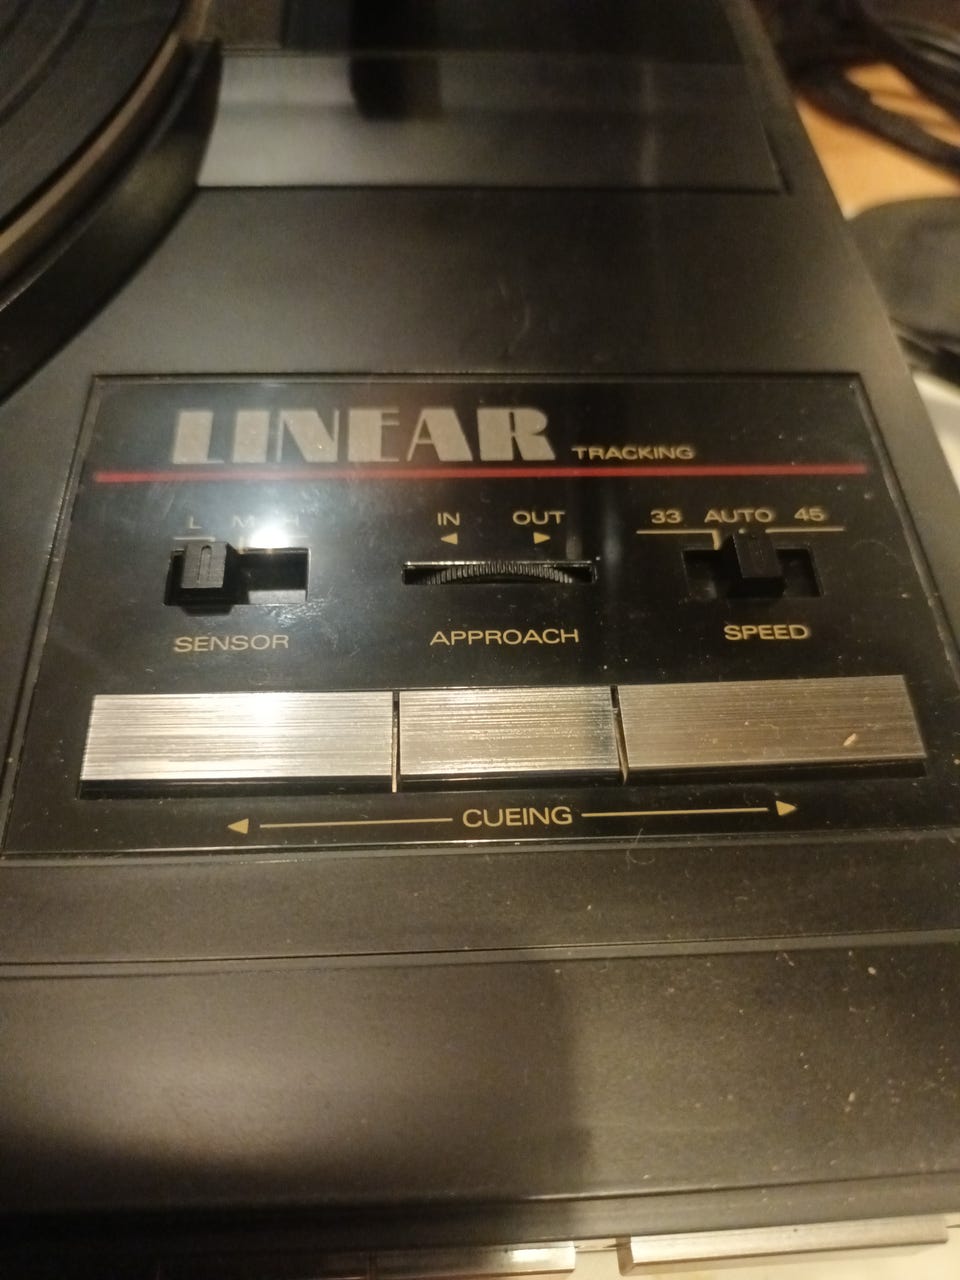 LINEAR TRACKING
L M H IN OUT 33 AUTO 45
SENSOR APPROACH SPEED
CUEING